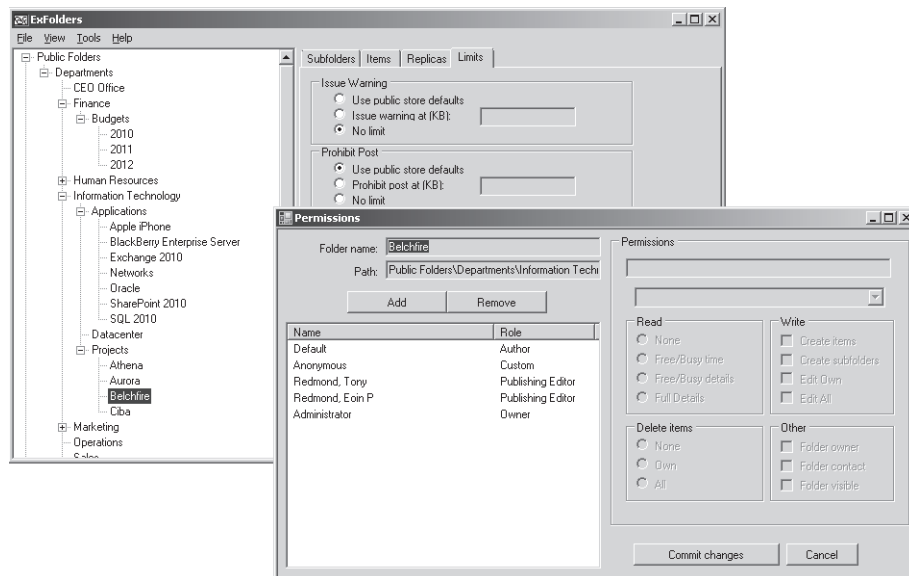 ExFolders
File View Tools Help
Public Folders
Departments
CEO Office
Finance
Budgets
2010
2011
2012
Human Resources
Information Technology
Applications
Apple iPhone
BlackBerry Enterprise Server
Exchange 2010
Networks
Oracle
SharePoint 2010
SQL 2010
Datacenter
Projects
Athena
Aurora
Belchfire
Ciba
Marketing
Operations
Sales
Subfolders Items Replicas Limits
Issue Warning
Use public store defaults
Issue warning at (KB):
No limit
Prohibit Post
Use public store defaults
Prohibit post at (KB):
No limit
Permissions
Folder name: Belchfire
Path: Public Folders\Departments\Information Techn
Add Remove
Name Role
Default Author
Anonymous Custom
Redmond, Tony Publishing Editor
Redmond, Eoin P Publishing Editor
Administrator Owner
Permissions
Read
None
Free/Busy time
Free/Busy details
Full Details
Write
Create items
Create subfolders
Edit Own
Edit All
Delete items
None
Own
All
Other
Folder owner
Folder contact
Folder visible
Commit changes Cancel